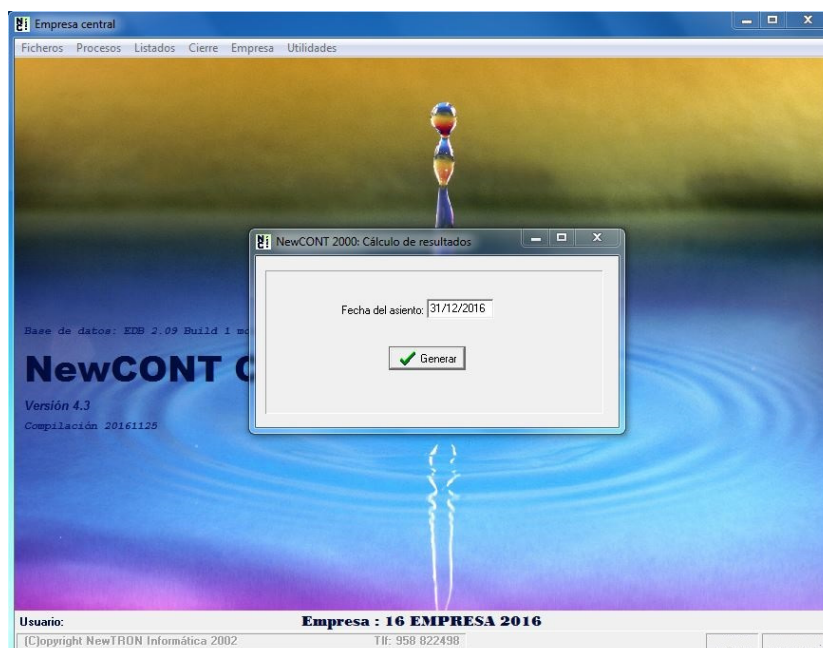 Empresa central
Ficheros Procesos Listados Cierre Empresa Utilidades
NewCONT 2000: Cálculo de resultados
Fecha del asiento: 31/12/2016
Generar
Base de datos: EDB 2.09 Build 1
NewCONT
Versión 4.3
Compilación 20161125
Usuario: Empresa : 16 EMPRESA 2016
(C)opyright NewTRON Informática 2002 Tlf: 958 822498